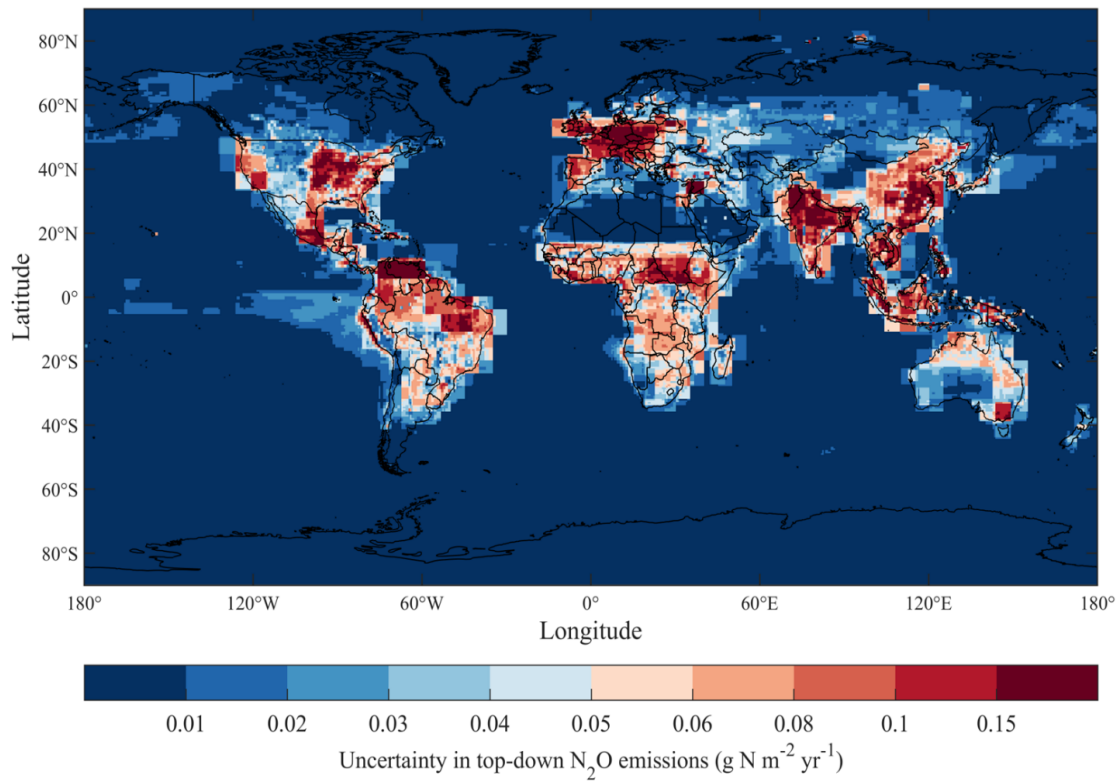 80°N
60°N
40°N
20°N
0°
20°S
40°S
60°S
80°S
Latitude
180° 120°W 60°W 0° 60°E 120°E 180°
Longitude
0.01 0.02 0.03 0.04 0.05 0.06 0.08 0.1 0.15
Uncertainty in top-down N₂O emissions (g N m⁻² yr⁻¹)